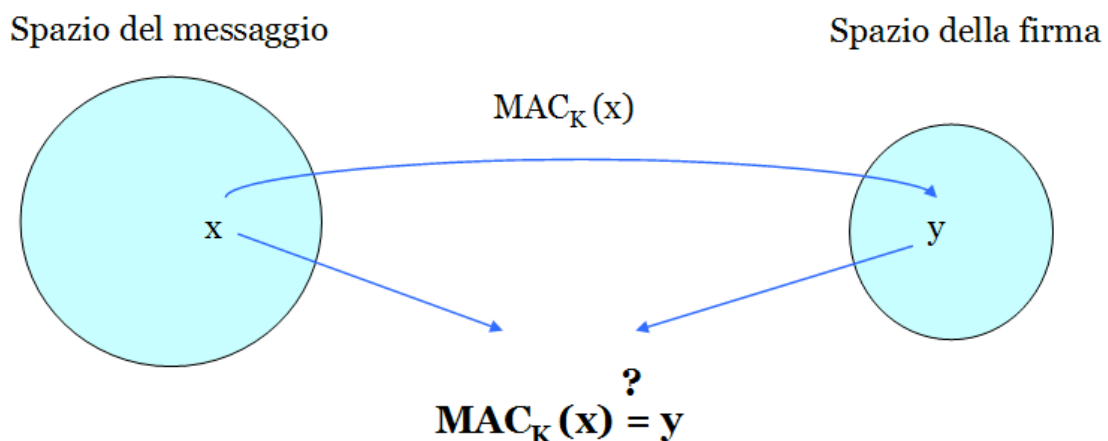 Spazio del messaggio
Spazio della firma
MAC_K(x)
x
y
?
MAC_K(x) = y